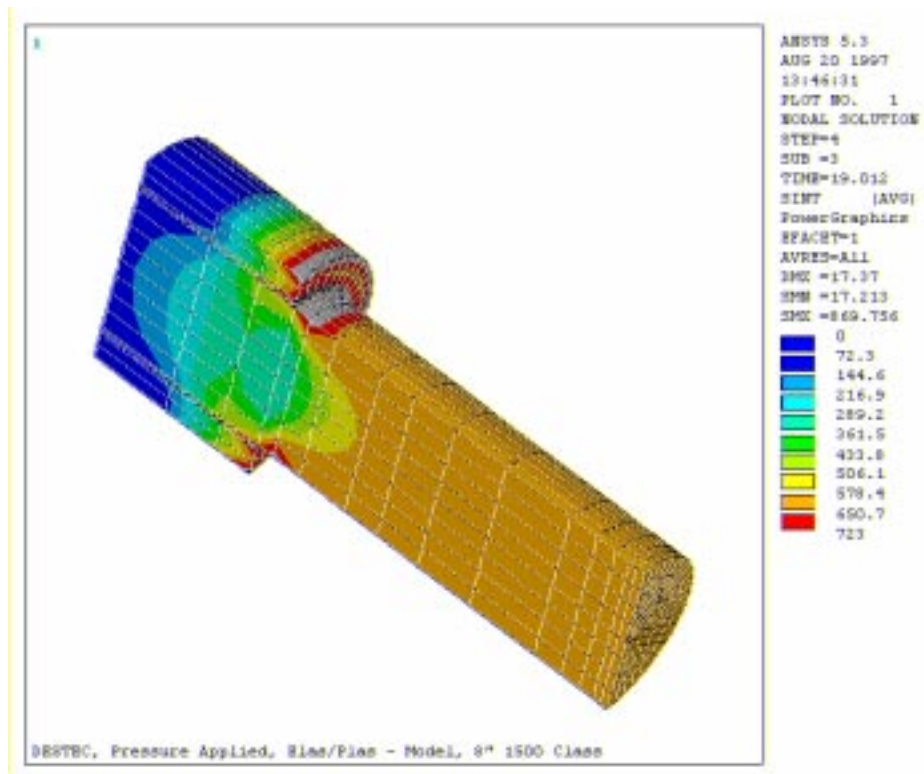 1
ANSYS 5.3
AUG 20 1997
13:46:31
PLOT NO. 1
NODAL SOLUTION
STEP=4
SUB =3
TIME=19.012
SINT (AVG)
PowerGraphics
EFACET=1
AVRES=All
DMX =17.37
SMN =17.213
SMX =869.756
0
72.3
144.6
216.9
289.2
361.5
433.8
506.1
578.4
650.7
723
DESTEC, Pressure Applied, Elas/Plas - Model, 8" 1500 Class